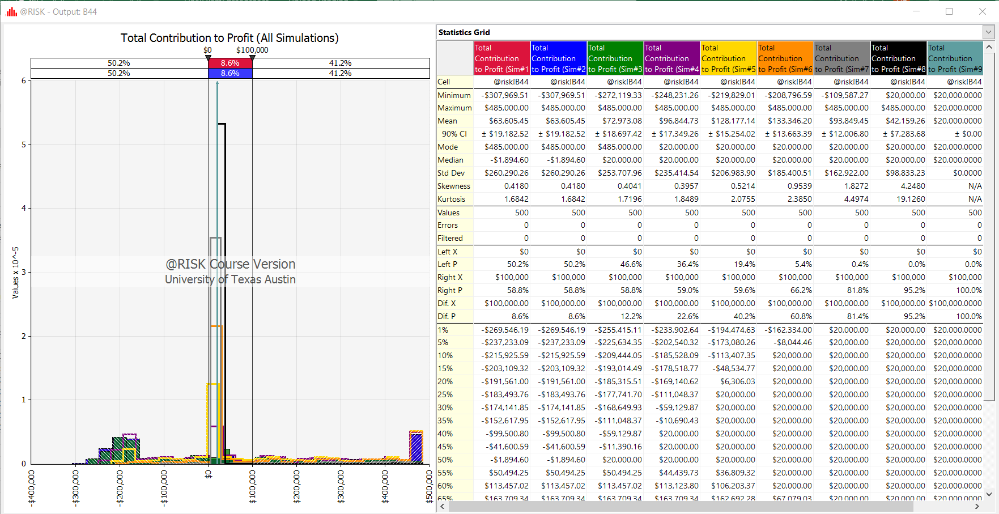 @RISK - Output: B44
Total Contribution to Profit (All Simulations)
$0 $100,000
50.2% 8.6% 41.2%
50.2% 8.6% 41.2%
6
5
4
3
2
1
0
Values x 10^-5
@RISK Course Version
University of Texas Austin
-$400,000 -$300,000 -$200,000 -$100,000 $- $100,000 $200,000 $300,000 $400,000 $500,000
Statistics Grid
Total Total Total Total Total Total Total Total Total
Contribution Contribution Contribution Contribution Contribution Contribution Contribution Contribution Contribution
to Profit (Sim#1 to Profit (Sim#2 to Profit (Sim#3 to Profit (Sim#4 to Profit (Sim#5 to Profit (Sim#6 to Profit (Sim#7 to Profit (Sim#8 to Profit (Sim#9
Cell @risk!B44 @risk!B44 @risk!B44 @risk!B44 @risk!B44 @risk!B44 @risk!B44 @risk!B44 @risk!B44
Minimum -$307,969.51 -$307,969.51 -$272,119.33 -$248,231.26 -$219,829.01 -$208,796.59 -$109,587.27 $20,000.00 $20,000.0000
Maximum $485,000.00 $485,000.00 $485,000.00 $485,000.00 $485,000.00 $485,000.00 $485,000.00 $485,000.00 $20,000.0000
Mean $63,605.45 $63,605.45 $72,973.08 $96,844.73 $128,177.14 $133,346.20 $93,849.45 $42,159.26 $20,000.0000
90% CI ± $19,182.52 ± $19,182.52 ± $18,697.42 ± $17,349.26 ± $15,254.02 ± $13,663.39 ± $12,006.80 ± $7,283.68 ± $0.00
Mode $485,000.00 $485,000.00 $485,000.00 $20,000.00 $20,000.00 $20,000.00 $20,000.00 $20,000.00 $20,000.0000
Median -$1,894.60 -$1,894.60 $20,000.00 $20,000.00 $20,000.00 $20,000.00 $20,000.00 $20,000.00 $20,000.0000
Std Dev $260,290.26 $260,290.26 $253,707.96 $235,414.54 $206,983.90 $185,400.51 $162,922.00 $98,833.23 $0.0000
Skewness 0.4180 0.4180 0.4041 0.3957 0.5214 0.9539 1.8272 4.2480 N/A
Kurtosis 1.6842 1.6842 1.7196 1.8489 2.0755 2.3850 4.4974 19.1260 N/A
Values 500 500 500 500 500 500 500 500 500
Errors 0 0 0 0 0 0 0 0 0
Filtered 0 0 0 0 0 0 0 0 0
Left X $0 $0 $0 $0 $0 $0 $0 $0 $0
Left P 50.2% 50.2% 46.6% 36.4% 19.4% 5.4% 0.4% 0.0% 0.0%
Right X $100,000 $100,000 $100,000 $100,000 $100,000 $100,000 $100,000 $100,000 $100,000
Right P 58.8% 58.8% 58.8% 59.0% 59.6% 66.2% 81.8% 95.2% 100.0%
Dif. X $100,000.00 $100,000.00 $100,000.00 $100,000.00 $100,000.00 $100,000.00 $100,000.00 $100,000.00 $100,000.0000
Dif. P 8.6% 8.6% 12.2% 22.6% 40.2% 60.8% 81.4% 95.2% 100.0%
1% -$269,546.19 -$269,546.19 -$255,415.11 -$233,902.64 -$194,474.63 -$162,334.00 $20,000.00 $20,000.00 $20,000.0000
5% -$237,233.09 -$237,233.09 -$225,634.35 -$202,540.32 -$173,080.26 -$8,044.46 $20,000.00 $20,000.00 $20,000.0000
10% -$215,925.59 -$215,925.59 -$209,444.05 -$185,528.09 -$113,407.35 $20,000.00 $20,000.00 $20,000.00 $20,000.0000
15% -$203,109.32 -$203,109.32 -$193,014.49 -$178,518.77 -$48,534.77 $20,000.00 $20,000.00 $20,000.00 $20,000.0000
20% -$191,561.00 -$191,561.00 -$185,315.51 -$169,140.62 $6,306.03 $20,000.00 $20,000.00 $20,000.00 $20,000.0000
25% -$183,493.76 -$183,493.76 -$177,741.70 -$111,048.37 $20,000.00 $20,000.00 $20,000.00 $20,000.00 $20,000.0000
30% -$174,141.85 -$174,141.85 -$168,649.93 -$59,129.87 $20,000.00 $20,000.00 $20,000.00 $20,000.00 $20,000.0000
35% -$152,617.95 -$152,617.95 -$111,048.37 -$10,690.43 $20,000.00 $20,000.00 $20,000.00 $20,000.00 $20,000.0000
40% -$99,500.80 -$99,500.80 -$59,129.87 $20,000.00 $20,000.00 $20,000.00 $20,000.00 $20,000.00 $20,000.0000
45% -$41,600.59 -$41,600.59 -$11,390.16 $20,000.00 $20,000.00 $20,000.00 $20,000.00 $20,000.00 $20,000.0000
50% -$1,894.60 -$1,894.60 $20,000.00 $20,000.00 $20,000.00 $20,000.00 $20,000.00 $20,000.00 $20,000.0000
55% $50,494.25 $50,494.25 $50,494.25 $44,439.73 $36,809.32 $20,000.00 $20,000.00 $20,000.00 $20,000.0000
60% $113,457.02 $113,457.02 $113,457.02 $113,123.80 $106,203.37 $20,000.00 $20,000.00 $20,000.00 $20,000.0000
65% $163,709.34 $163,709.34 $163,709.34 $163,709.34 $162,692.28 $67,079.03 $20,000.00 $20,000.00 $20,000.0000